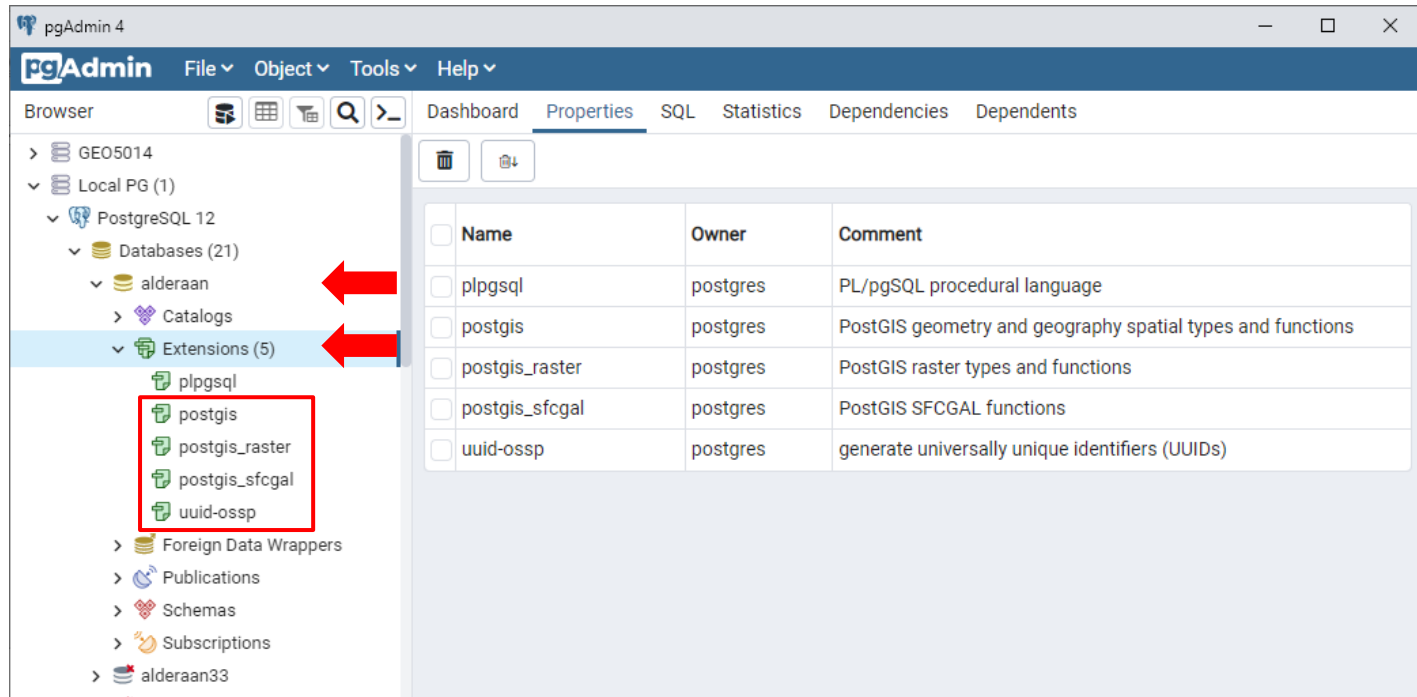 pgAdmin 4
pgAdmin File Object Tools Help
Browser
Dashboard Properties SQL Statistics Dependencies Dependents
GEO5014
Local PG (1)
PostgreSQL 12
Databases (21)
alderaan
Catalogs
Extensions (5)
plpgsql
postgis
postgis_raster
postgis_sfcgal
uuid-ossp
Foreign Data Wrappers
Publications
Schemas
Subscriptions
alderaan33
Name Owner Comment
plpgsql postgres PL/pgSQL procedural language
postgis postgres PostGIS geometry and geography spatial types and functions
postgis_raster postgres PostGIS raster types and functions
postgis_sfcgal postgres PostGIS SFCGAL functions
uuid-ossp postgres generate universally unique identifiers (UUIDs)